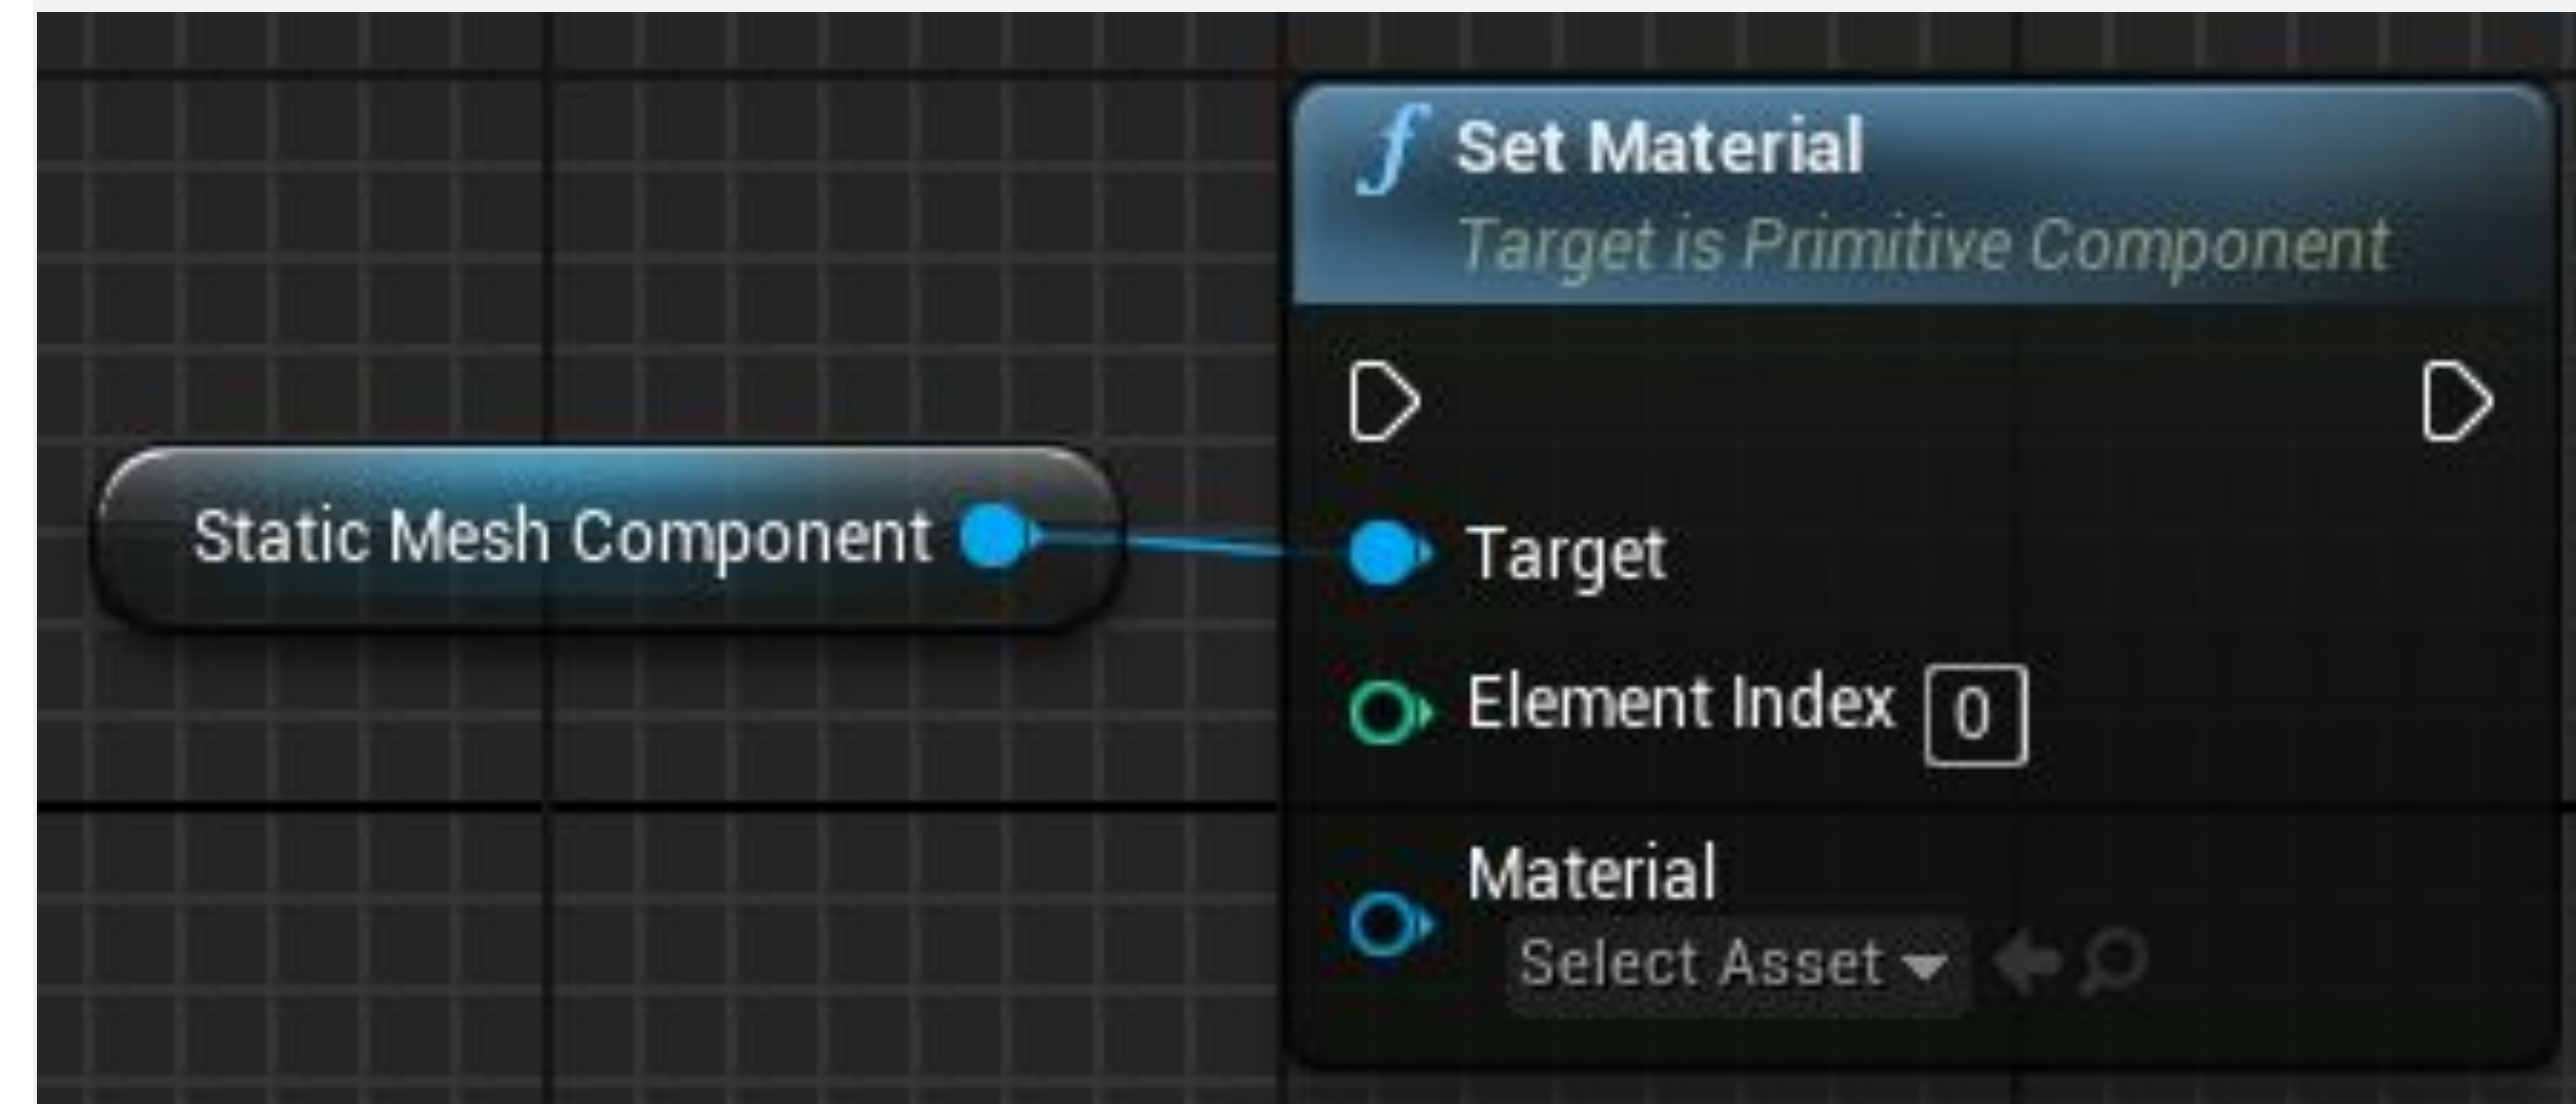 f Set Material
Target is Primitive Component
Static Mesh Component
Target
Element Index 0
Material
Select Asset